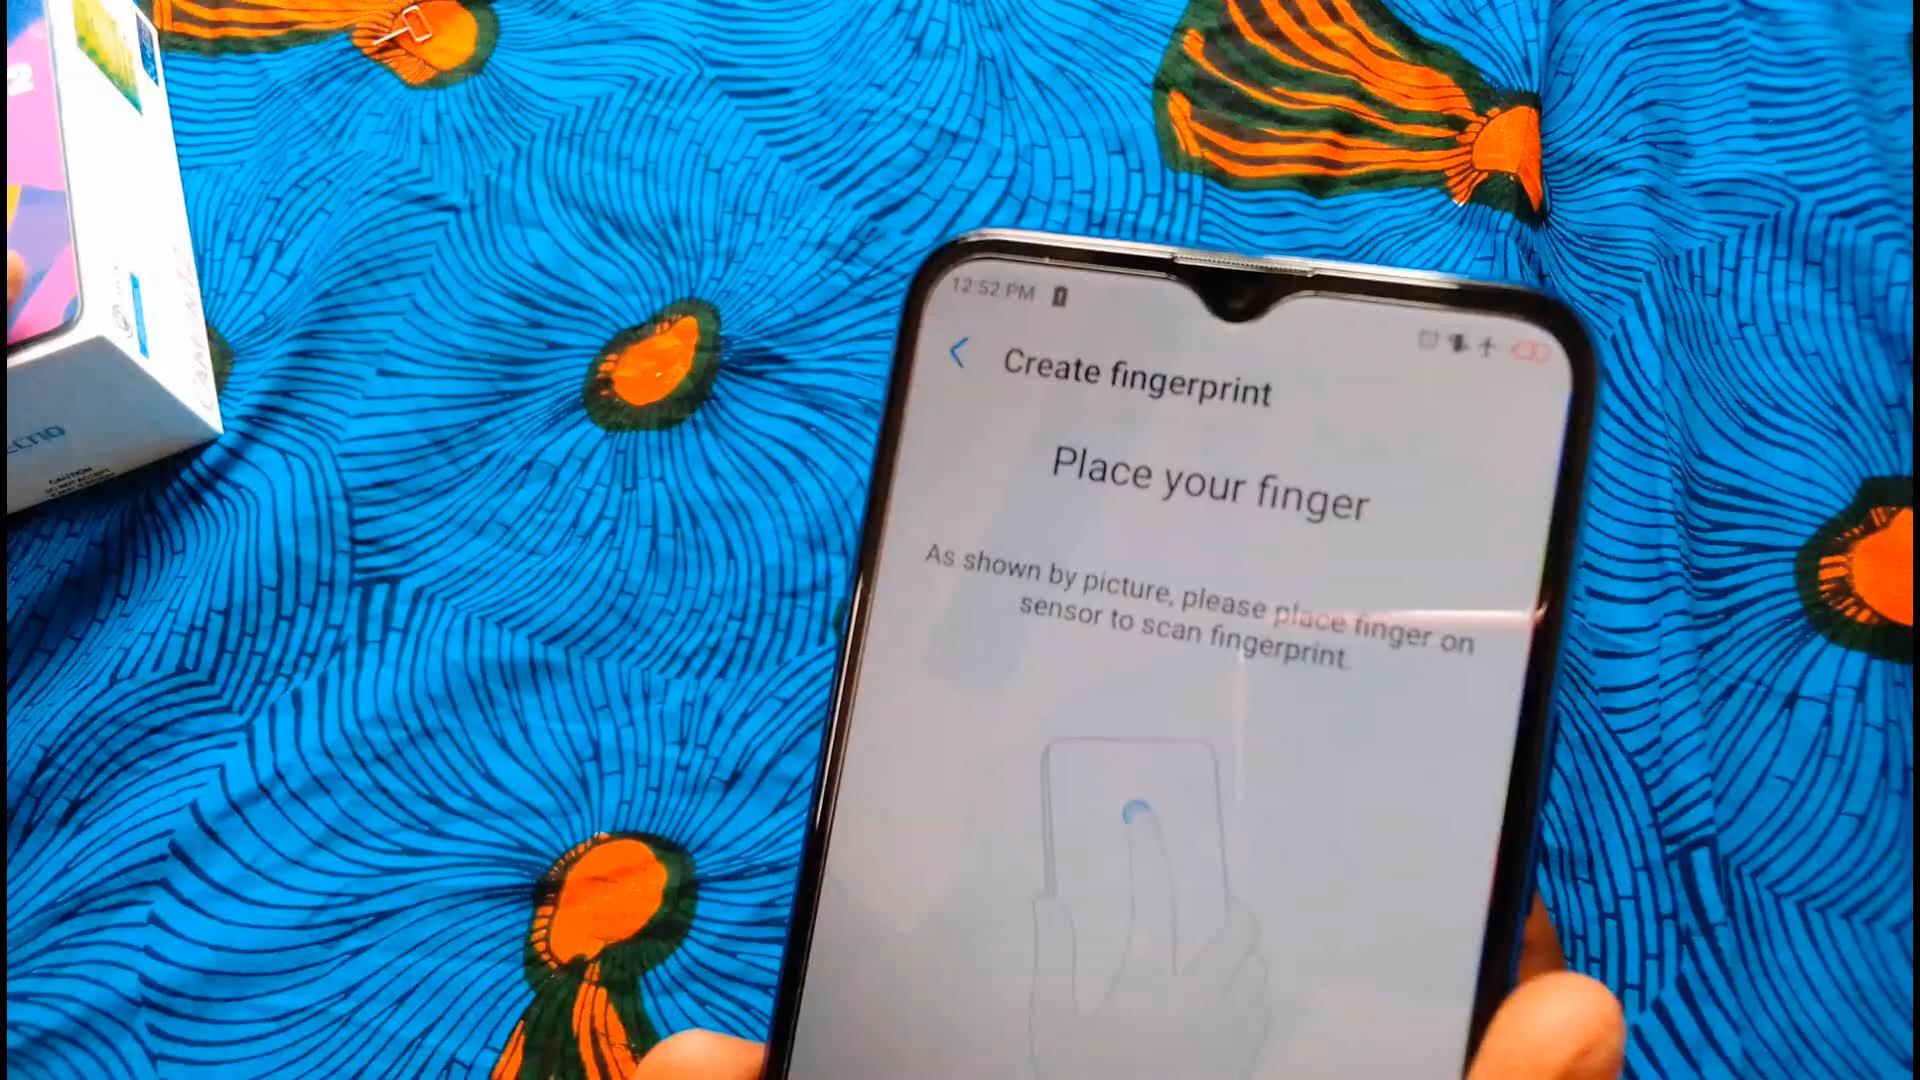 12:52 PM
Create fingerprint
Place your finger
As shown by picture, please place finger on
sensor to scan fingerprint.
CAUTION